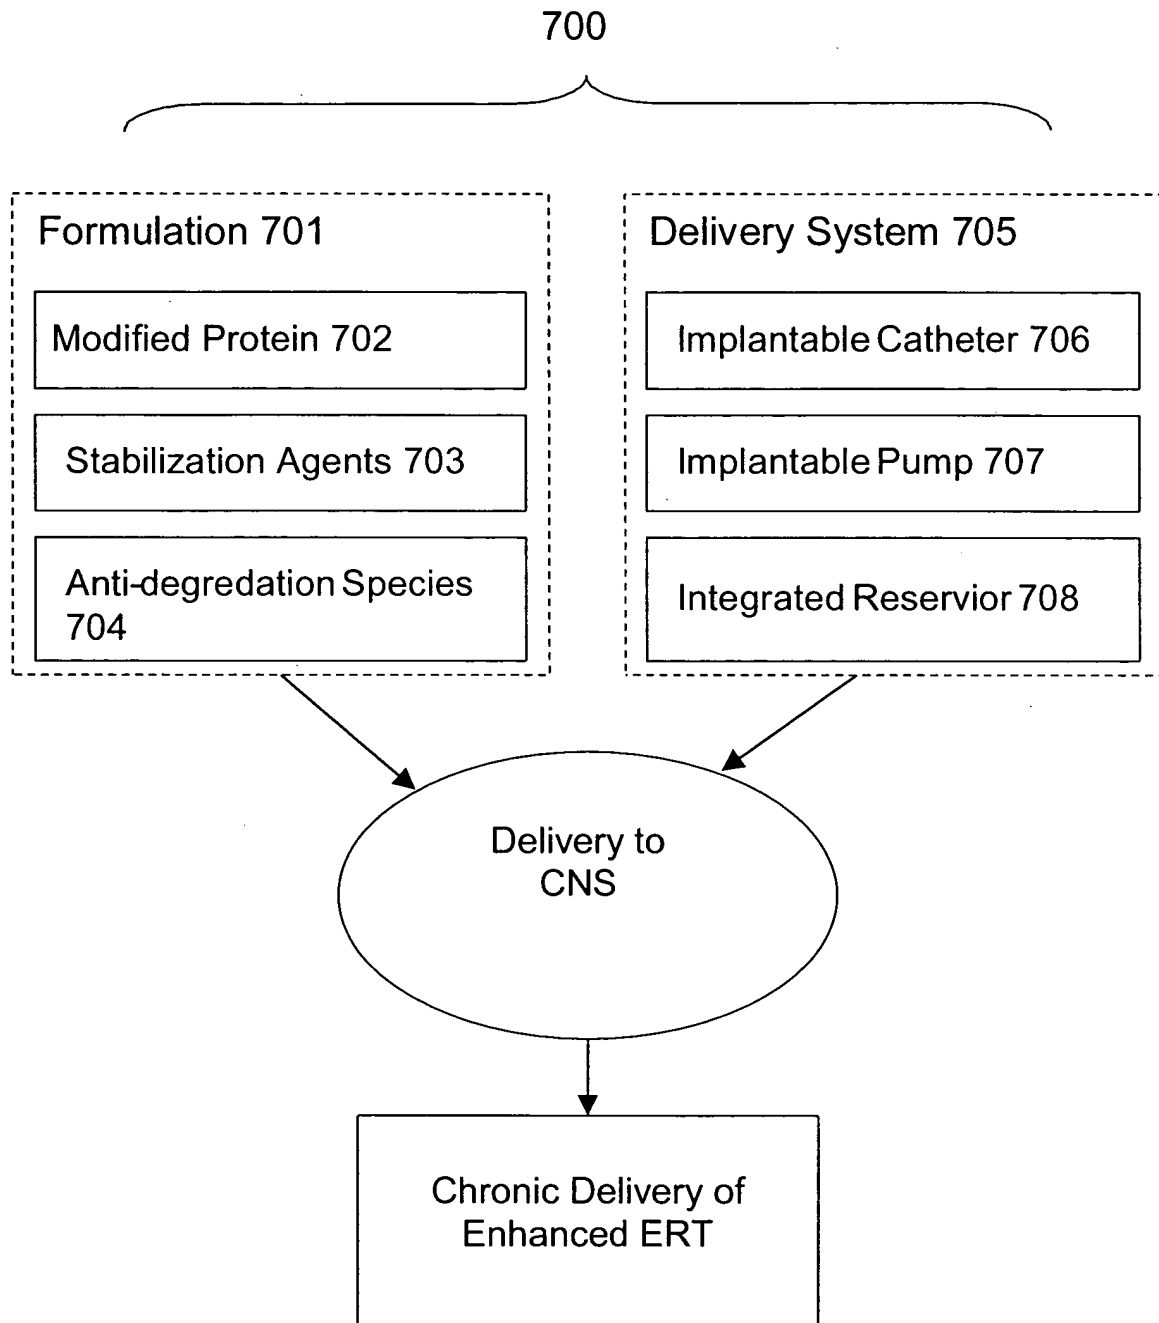 700
Formulation 701
Modified Protein 702
Stabilization Agents 703
Anti-degredation Species
704
Delivery System 705
Implantable Catheter 706
Implantable Pump 707
Integrated Reservior 708
Delivery to
CNS
Chronic Delivery of
Enhanced ERT